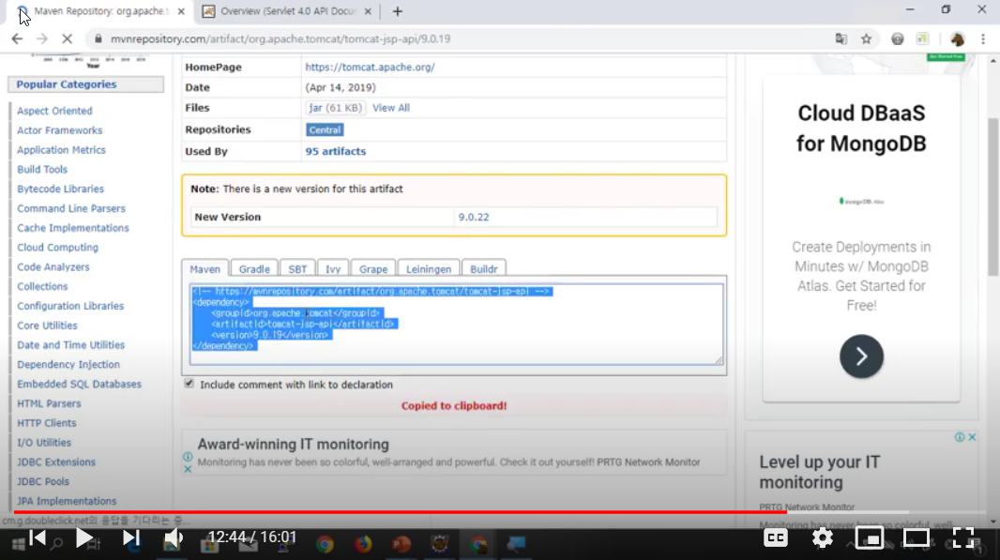 Maven Repository: org.apache.t
Overview (Servlet 4.0 API Docu
mvnrepository.com/artifact/org.apache.tomcat/tomcat-jsp-api/9.0.19
Year
Popular Categories
Aspect Oriented
Actor Frameworks
Application Metrics
Build Tools
Bytecode Libraries
Command Line Parsers
Cache Implementations
Cloud Computing
Code Analyzers
Collections
Configuration Libraries
Core Utilities
Date and Time Utilities
Dependency Injection
Embedded SQL Databases
HTML Parsers
HTTP Clients
I/O Utilities
JDBC Extensions
JDBC Pools
JPA Implementations
HomePage https://tomcat.apache.org/
Date (Apr 14, 2019)
Files jar (61 KB) View All
Repositories Central
Used By 95 artifacts
Note: There is a new version for this artifact
New Version 9.0.22
Maven Gradle SBT Ivy Grape Leiningen Buildr
<!-- https://mvnrepository.com/artifact/org.apache.tomcat/tomcat-jsp-api -->
<dependency>
<groupId>org.apache.tomcat</groupId>
<artifactId>tomcat-jsp-api</artifactId>
<version>9.0.19</version>
</dependency>
Include comment with link to declaration
Copied to clipboard!
Award-winning IT monitoring
Monitoring has never been so colorful, well-arranged and powerful. Check it out yourself! PRTG Network Monitor
Cloud DBaaS
for MongoDB
mongoDB. Atlas
Create Deployments in
Minutes w/ MongoDB
Atlas. Get Started for
Free!
Level up your IT
monitoring
PRTG Network Monitor
Monitoring has never been so colorful, well-
cm.g.doubleclick.net의 응답을 기다리는 중...
12:44 / 16:01
CC